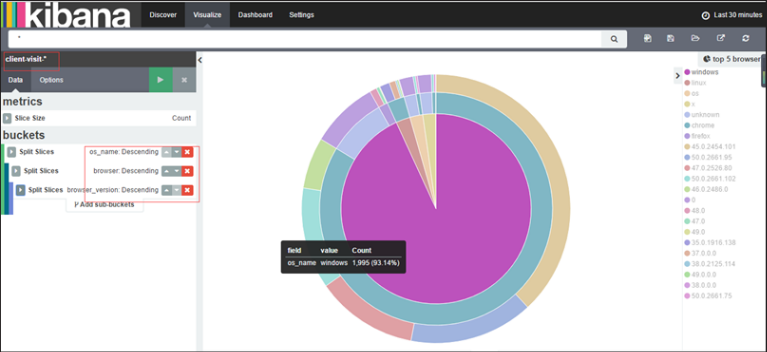 kibana
Discover Visualize Dashboard Settings
Last 30 minutes
*
client-visit.*
top 5 browser
Data Options
metrics
Slice Size Count
buckets
Split Slices os_name: Descending
Split Slices browser: Descending
Split Slices browser_version: Descending
Add sub-buckets
field value Count
os_name windows 1,995 (93.14%)
windows
linux
os
x
unknown
chrome
firefox
45.0.2454.101
50.0.2661.95
47.0.2526.80
50.0.2661.102
46.0.2486.0
0
48.0
47.0
49.0
35.0.1916.138
37.0.0.0
38.0.2125.114
49.0.0.0
38.0.0.0
50.0.2661.75